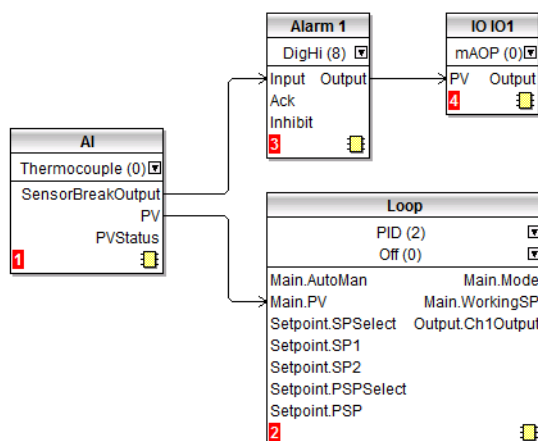 Alarm 1
DigHi (8)
Input Output
Ack
Inhibit
3
IO IO1
mAOP (0)
PV Output
4
AI
Thermocouple (0)
SensorBreakOutput
PV
PVStatus
1
Loop
PID (2)
Off (0)
Main.AutoMan Main.Mode
Main.PV Main.WorkingSP
Setpoint.SPSelect Output.Ch1Output
Setpoint.SP1
Setpoint.SP2
Setpoint.PSPSelect
Setpoint.PSP
2